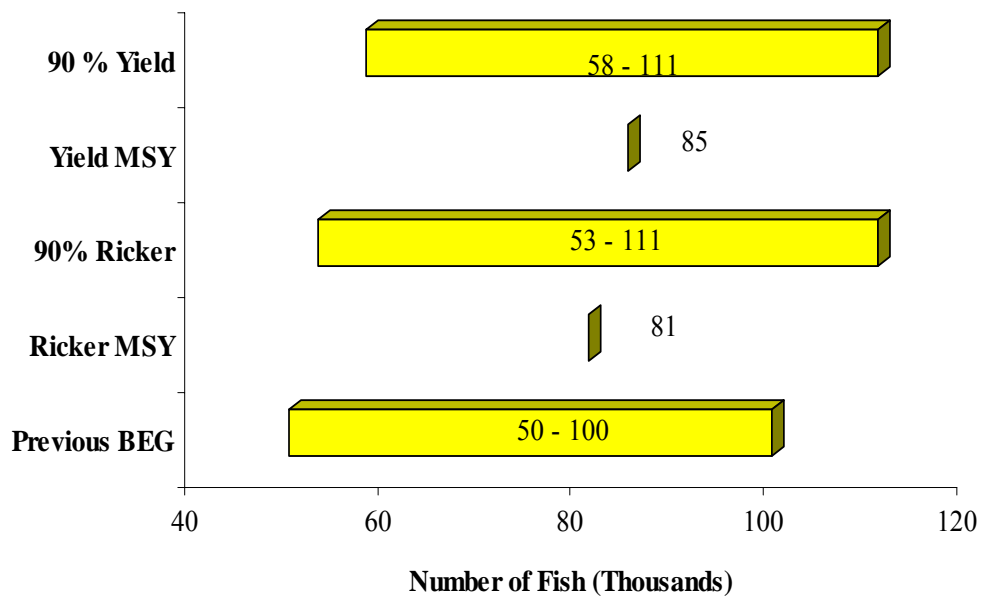 90 % Yield
58 - 111
Yield MSY
85
90% Ricker
53 - 111
Ricker MSY
81
Previous BEG
50 - 100
40 60 80 100 120
Number of Fish (Thousands)